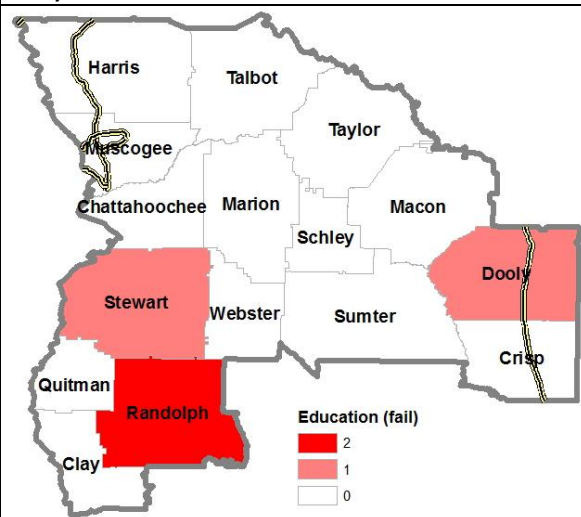 Harris
Talbot
Taylor
Muscogee
Chattahoochee
Marion
Macon
Schley
Dooly
Stewart
Webster
Sumter
Crisp
Quitman
Randolph
Clay
Education (fail)
2
1
0